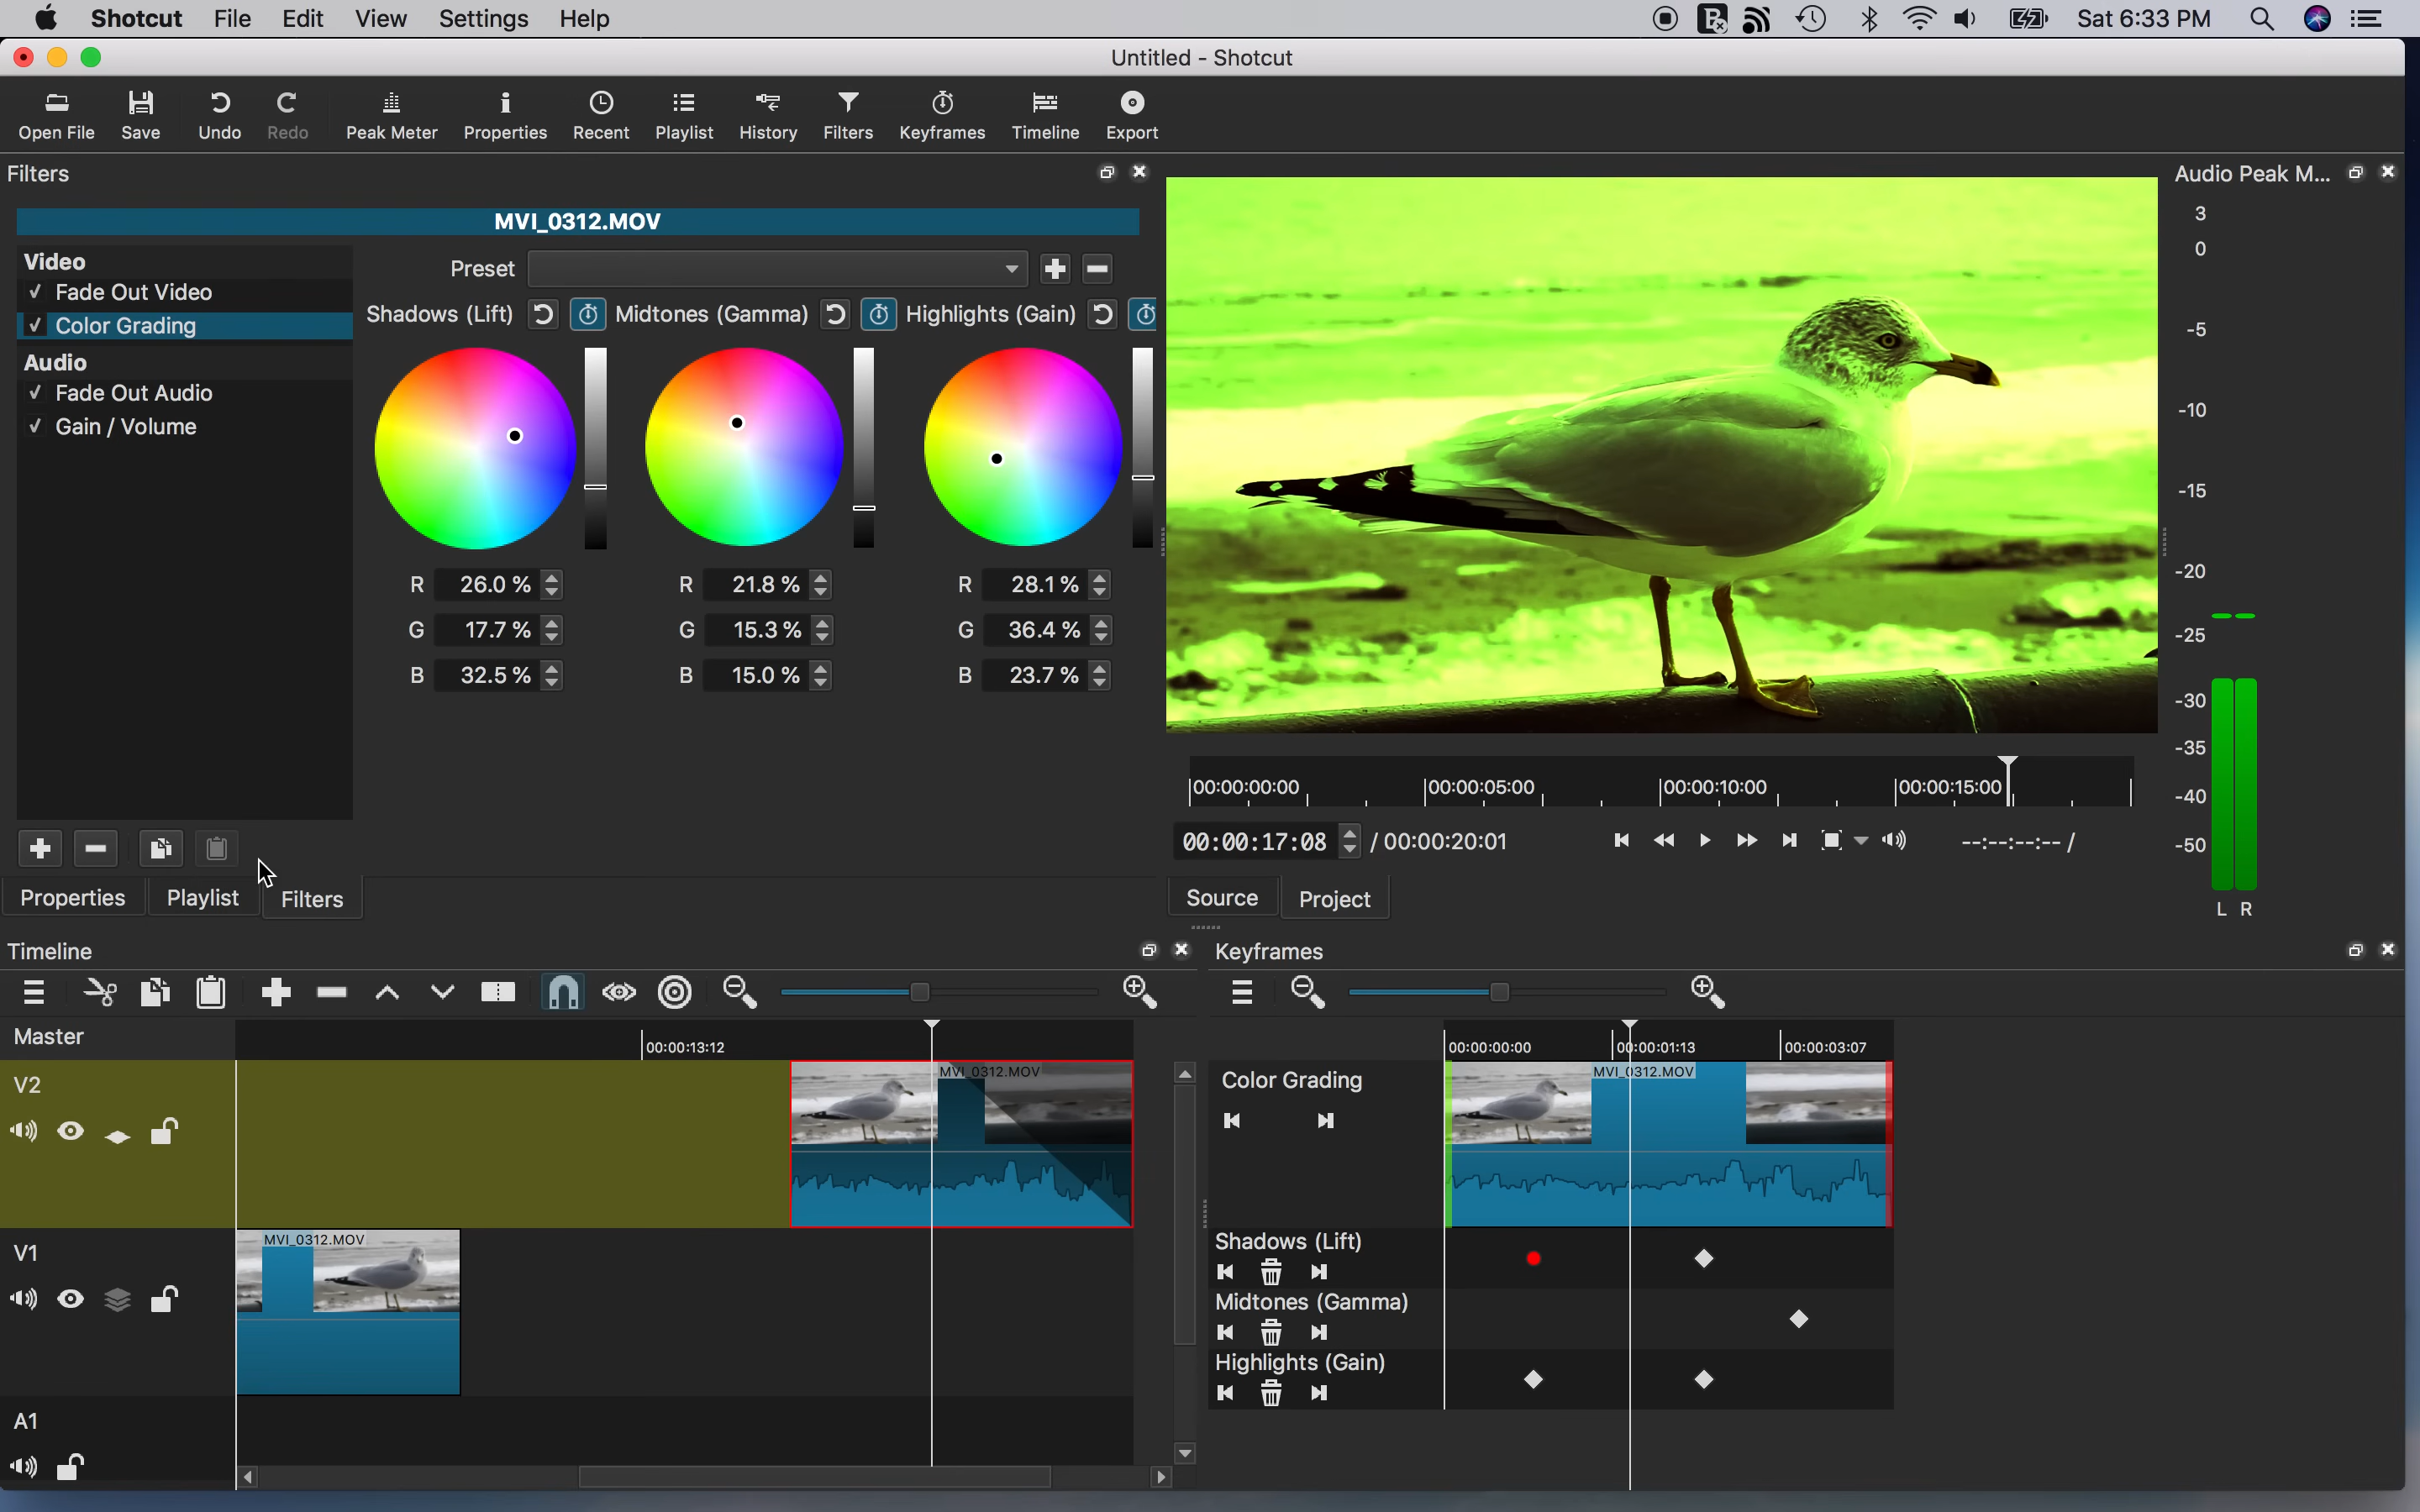 Shotcut File Edit View Settings Help Sat 6:33 PM
Untitled - Shotcut
Open File Save Undo Redo Peak Meter Properties Recent Playlist History Filters Keyframes Timeline Export
Filters
MVI_0312.MOV
Video
Fade Out Video
Color Grading
Audio
Fade Out Audio
Gain / Volume
Preset
Shadows (Lift) Midtones (Gamma) Highlights (Gain)
R 26.0 % R 21.8 % R 28.1 %
G 17.7 % G 15.3 % G 36.4 %
B 32.5 % B 15.0 % B 23.7 %
Properties Playlist Filters
00:00:00:00 00:00:05:00 00:00:10:00 00:00:15:00
00:00:17:08 / 00:00:20:01 --:--:--:-- /
Source Project
Audio Peak M...
3
0
-5
-10
-15
-20
-25
-30
-35
-40
-50
L R
Timeline
Master
00:00:13:12
V2
MVI_0312.MOV
V1
MVI_0312.MOV
A1
Keyframes
00:00:00:00 00:00:01:13 00:00:03:07
Color Grading
MVI_0312.MOV
Shadows (Lift)
Midtones (Gamma)
Highlights (Gain)